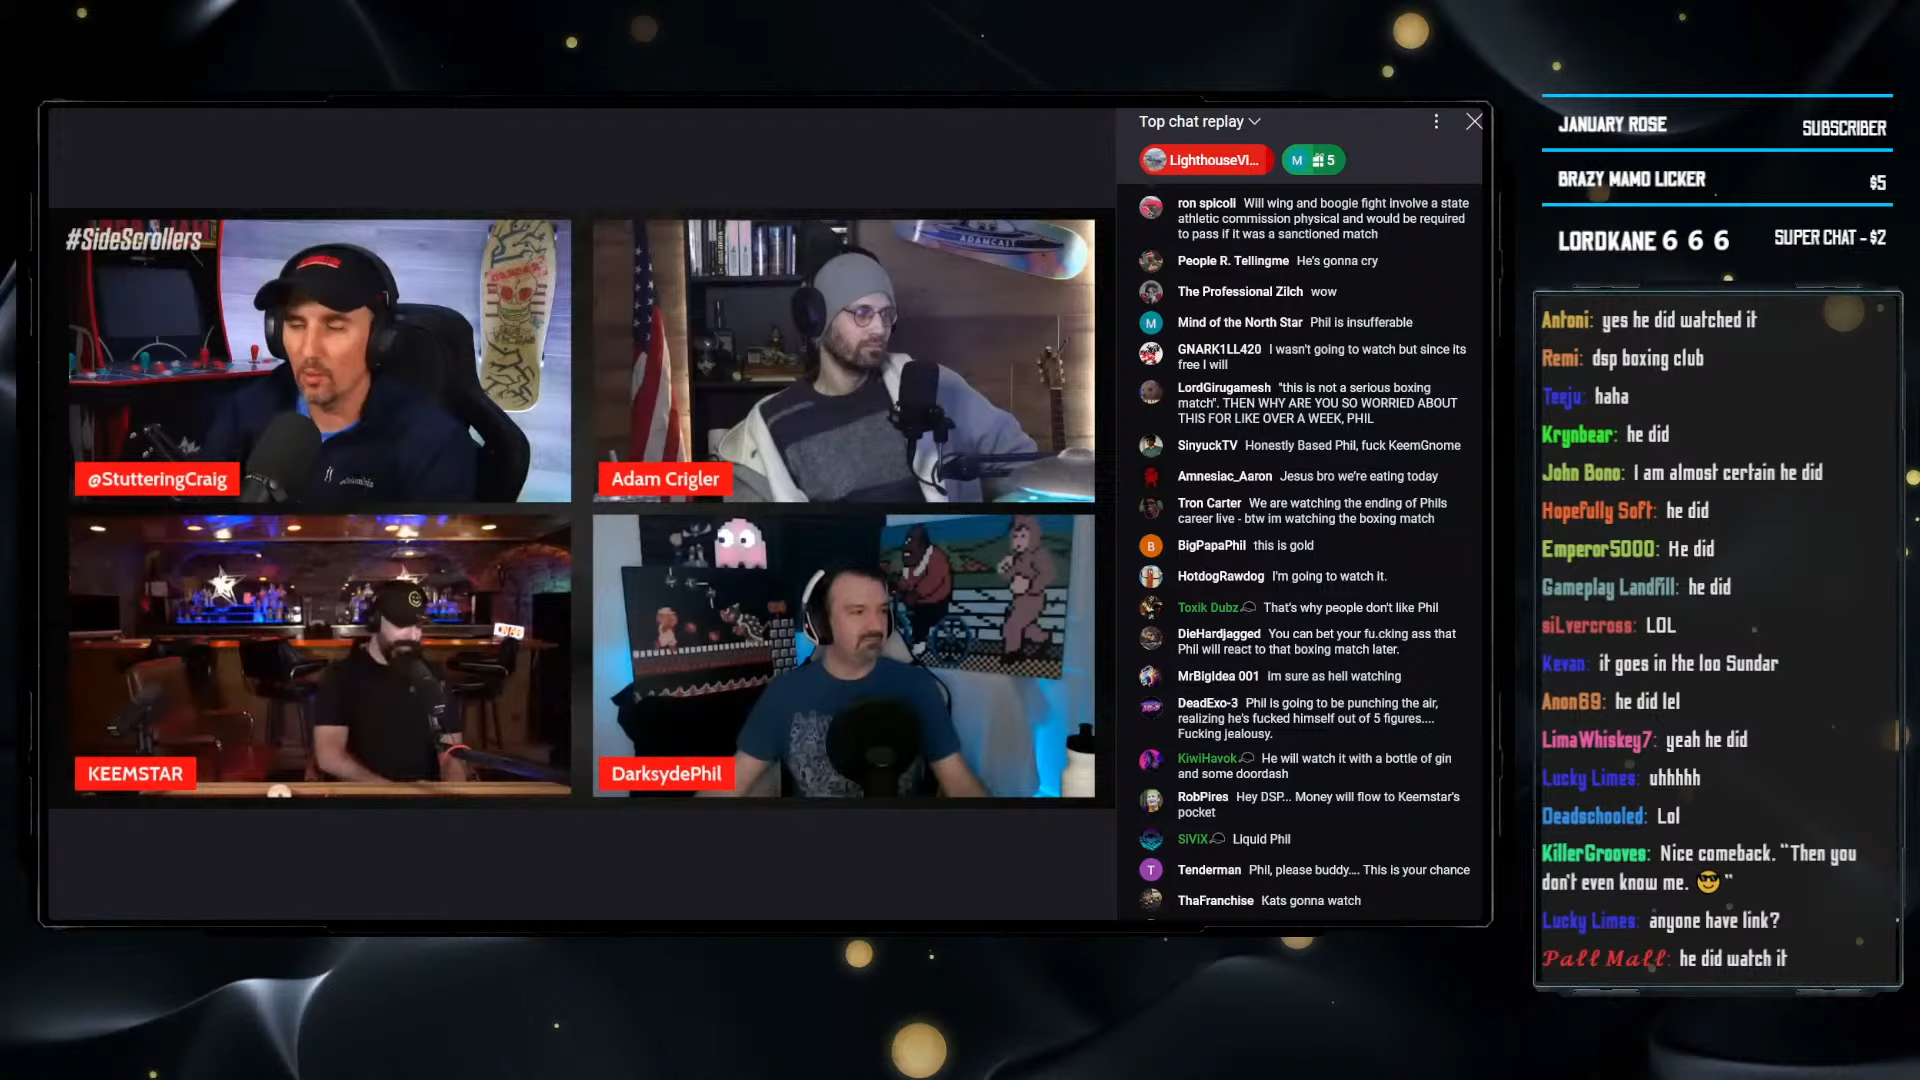 #SideScrollers
ADAMCAST
@StutteringCraig
Adam Crigler
ON AIR
KEEMSTAR
DarksydePhil
Top chat replay
LighthouseVi...
M 5
ron spicoli Will wing and boogie fight involve a state
athletic commission physical and would be required
to pass if it was a sanctioned match
People R. Tellingme He's gonna cry
The Professional Zilch wow
M Mind of the North Star Phil is insufferable
GNARK1LL420 I wasn't going to watch but since its
free I will
LordGirugamesh "this is not a serious boxing
match". THEN WHY ARE YOU SO WORRIED ABOUT
THIS FOR LIKE OVER A WEEK, PHIL
SinyuckTV Honestly Based Phil, fuck KeemGnome
Amnesiac_Aaron Jesus bro we're eating today
Tron Carter We are watching the ending of Phils
career live - btw im watching the boxing match
B BigPapaPhil this is gold
HotdogRawdog I'm going to watch it.
Toxik Dubz That's why people don't like Phil
DieHardjagged You can bet your fu.cking ass that
Phil will react to that boxing match later.
MrBigIdea 001 im sure as hell watching
DeadExo-3 Phil is going to be punching the air,
realizing he's fucked himself out of 5 figures....
Fucking jealousy.
KiwiHavok He will watch it with a bottle of gin
and some doordash
RobPires Hey DSP... Money will flow to Keemstar's
pocket
SIViX Liquid Phil
T Tenderman Phil, please buddy.... This is your chance
ThaFranchise Kats gonna watch
JANUARY ROSE SUBSCRIBER
BRAZY MAMO LICKER $5
LORDKANE 6 6 6 SUPER CHAT - $2
Antoni: yes he did watched it
Remi: dsp boxing club
Teeju: haha
Krynbear: he did
John Bono: I am almost certain he did
Hopefully Soft: he did
Emperor5000: He did
Gameplay Landfill: he did
siLvercross: LOL
Kevan: it goes in the loo Sundar
Anon69: he did lel
LimaWhiskey7: yeah he did
Lucky Limes: uhhhhh
Deadschooled: Lol
KillerGrooves: Nice comeback. "Then you
don't even know me. 😎 "
Lucky Limes: anyone have link?
Pall Mall: he did watch it